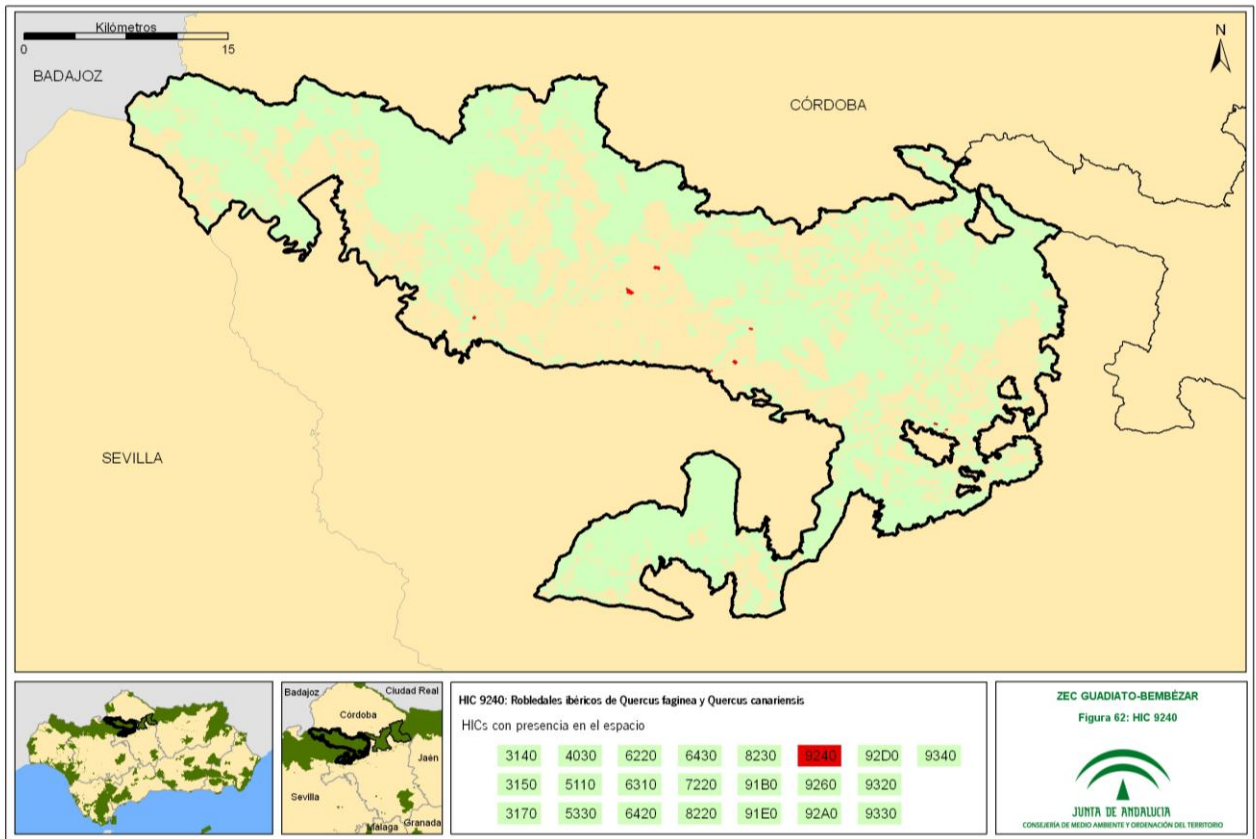 Kilómetros
0 15
N
BADAJOZ
CÓRDOBA
SEVILLA
Badajoz
Ciudad Real
Córdoba
Jaén
Sevilla
Málaga Granada
HIC 9240: Robledales ibéricos de Quercus faginea y Quercus canariensis
HICs con presencia en el espacio
3140 4030 6220 6430 8230 9240 92D0 9340
3150 5110 6310 7220 91B0 9260 9320
3170 5330 6420 8220 91E0 92A0 9330
ZEC GUADIATO-BEMBÉZAR
Figura 62: HIC 9240
JUNTA DE ANDALUCIA
CONSEJERÍA DE MEDIO AMBIENTE Y ORDENACIÓN DEL TERRITORIO